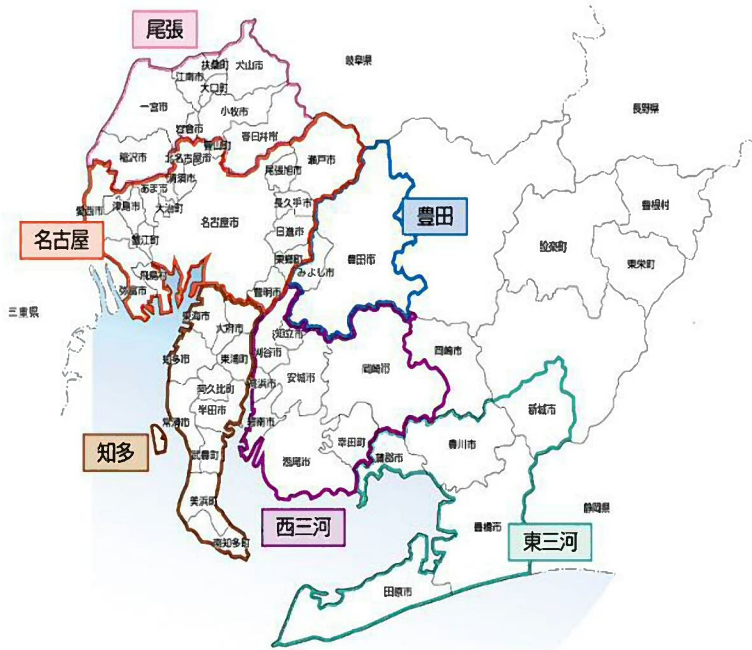 尾張
岐阜県
扶桑町
犬山市
江南市
大口町
長野県
一宮市
小牧市
岩倉市
春日井市
豊山町
稲沢市
北名古屋市
瀬戸市
清須市
尾張旭市
あま市
愛西市
津島市
大治町
長久手市
豊根村
豊田
名古屋市
名古屋
日進市
設楽町
蟹江町
東郷町
豊田市
東栄町
みよし市
飛島村
弥富市
豊明市
三重県
東海市
大府市
知立市
知多市
東浦町
刈谷市
岡崎市
岡崎市
高浜市
安城市
阿久比町
半田市
新城市
常滑市
碧南市
幸田町
豊川市
知多
武豊町
西尾市
蒲郡市
美浜町
静岡県
西三河
豊橋市
東三河
南知多町
田原市